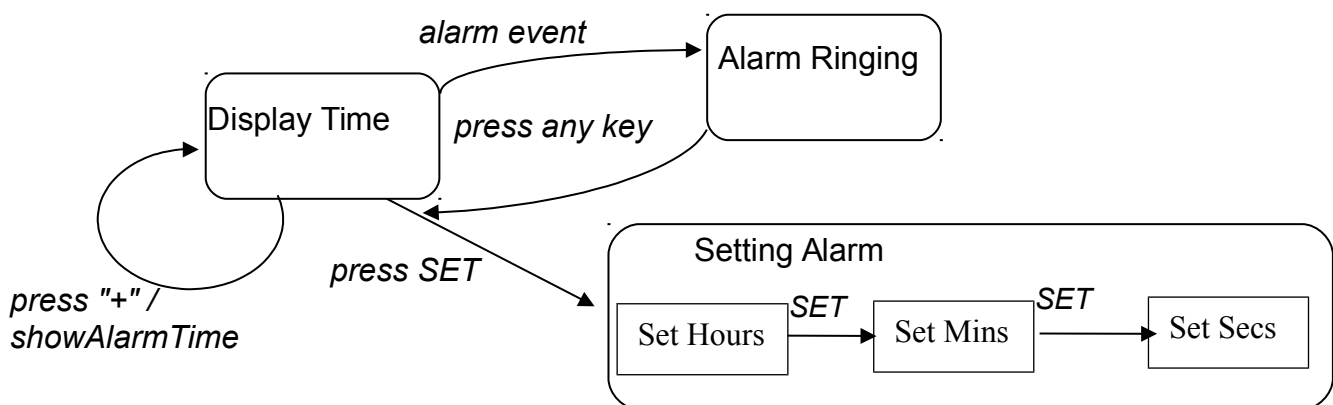 alarm event
Alarm Ringing
Display Time
press any key
Setting Alarm
press SET
press "+" /
showAlarmTime
SET
SET
Set Hours
Set Mins
Set Secs